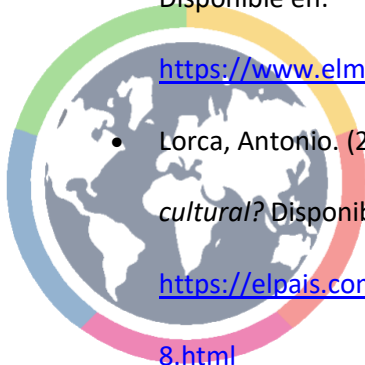 Disponible en:
https://www.elm
• Lorca, Antonio. (2
cultural? Disponib
https://elpais.com
8.html